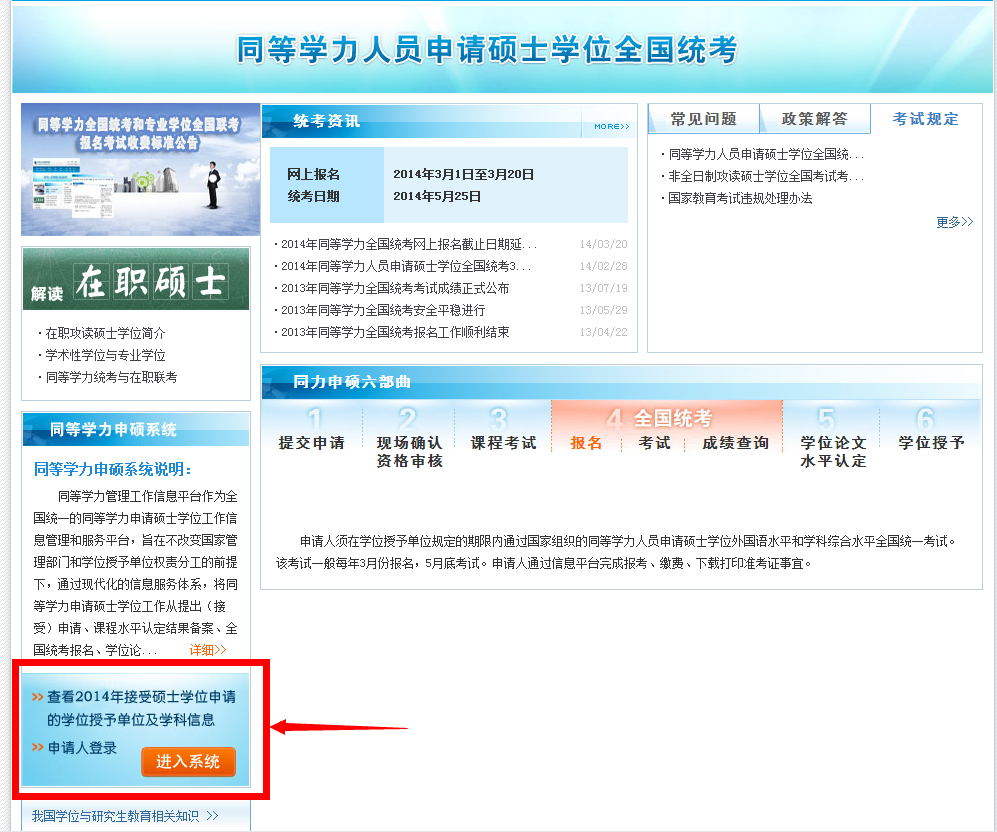 同等学力人员申请硕士学位全国统考
同等学力全国统考和专业学位全国联考
报名考试收费标准公告
解读 在职硕士
·在职攻读硕士学位简介
·学术性学位与专业学位
·同等学力统考与在职联考
同等学力申硕系统
同等学力申硕系统说明：
同等学力管理工作信息平台作为全
国统一的同等学力申请硕士学位工作信
息管理和服务平台，旨在不改变国家管
理部门和学位授予单位权责分工的前提
下，通过现代化的信息服务体系，将同
等学力申请硕士学位工作从提出（接
受）申请、课程水平认定结果备案、全
国统考报名、学位论... 详细>>
>> 查看2014年接受硕士学位申请
的学位授予单位及学科信息
>> 申请人登录
进入系统
我国学位与研究生教育相关知识 >>
统考资讯 MORE>>
网上报名 2014年3月1日至3月20日
统考日期 2014年5月25日
·2014年同等学力全国统考网上报名截止日期延... 14/03/20
·2014年同等学力人员申请硕士学位全国统考3... 14/02/28
·2013年同等学力全国统考考试成绩正式公布 13/07/19
·2013年同等学力全国统考安全平稳进行 13/05/29
·2013年同等学力全国统考报名工作顺利结束 13/04/22
常见问题 政策解答 考试规定
·同等学力人员申请硕士学位全国统...
·非全日制攻读硕士学位全国考试考...
·国家教育考试违规处理办法
更多>>
同力申硕六部曲
1 2 3 4 全国统考 5 6
提交申请 现场确认 课程考试 报名 考试 成绩查询 学位论文 学位授予
资格审核 水平认定
申请人须在学位授予单位规定的期限内通过国家组织的同等学力人员申请硕士学位外国语水平和学科综合水平全国统一考试。
该考试一般每年3月份报名，5月底考试。申请人通过信息平台完成报考、缴费、下载打印准考证事宜。